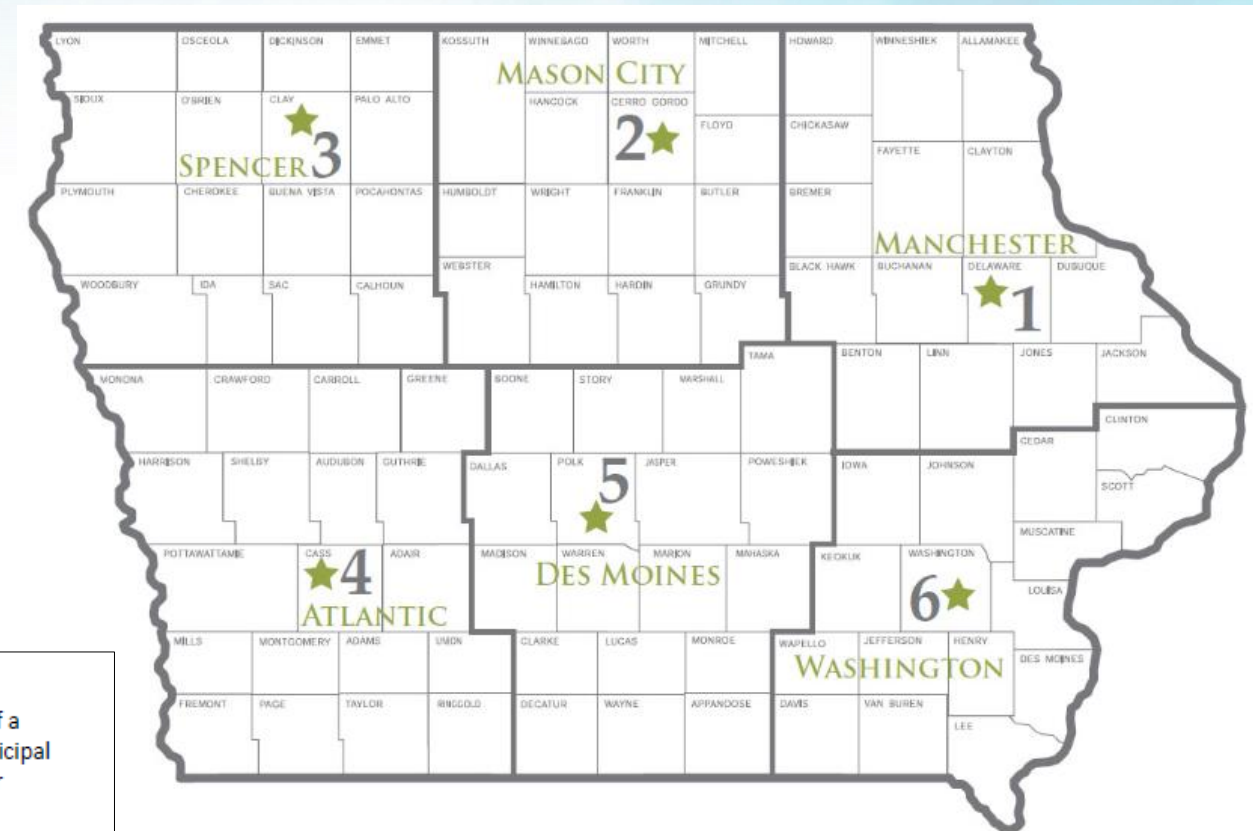 LYON OSCEOLA DICKINSON EMMET KOSSUTH WINNEBAGO WORTH MITCHELL HOWARD WINNESHIEK ALLAMAKEE
MASON CITY
SIOUX O'BRIEN CLAY PALO ALTO HANCOCK CERRO GORDO
2
FLOYD CHICKASAW
SPENCER 3
FAYETTE CLAYTON
PLYMOUTH CHEROKEE BUENA VISTA POCAHONTAS HUMBOLDT WRIGHT FRANKLIN BUTLER BREMER
MANCHESTER
WEBSTER BLACK HAWK BUCHANAN DELAWARE DUBUQUE
WOODBURY IDA SAC CALHOUN HAMILTON HARDIN GRUNDY
1
TAMA BENTON LINN JONES JACKSON
MONONA CRAWFORD CARROLL GREENE BOONE STORY MARSHALL
CLINTON
CEDAR
HARRISON SHELBY AUDUBON GUTHRIE DALLAS POLK JASPER POWESHIEK IOWA JOHNSON
5
SCOTT
MUSCATINE
POTTAWATTAMIE CASS ADAIR MADISON WARREN MARION MAHASKA KEOKUK WASHINGTON
4
DES MOINES
6
LOUISA
ATLANTIC
MILLS MONTGOMERY ADAMS UNION CLARKE LUCAS MONROE WAPELLO JEFFERSON HENRY
DES MOINES
WASHINGTON
FREMONT PAGE TAYLOR RINGGOLD DECATUR WAYNE APPANOOSE DAVIS VAN BUREN
LEE
f a
icipal
r